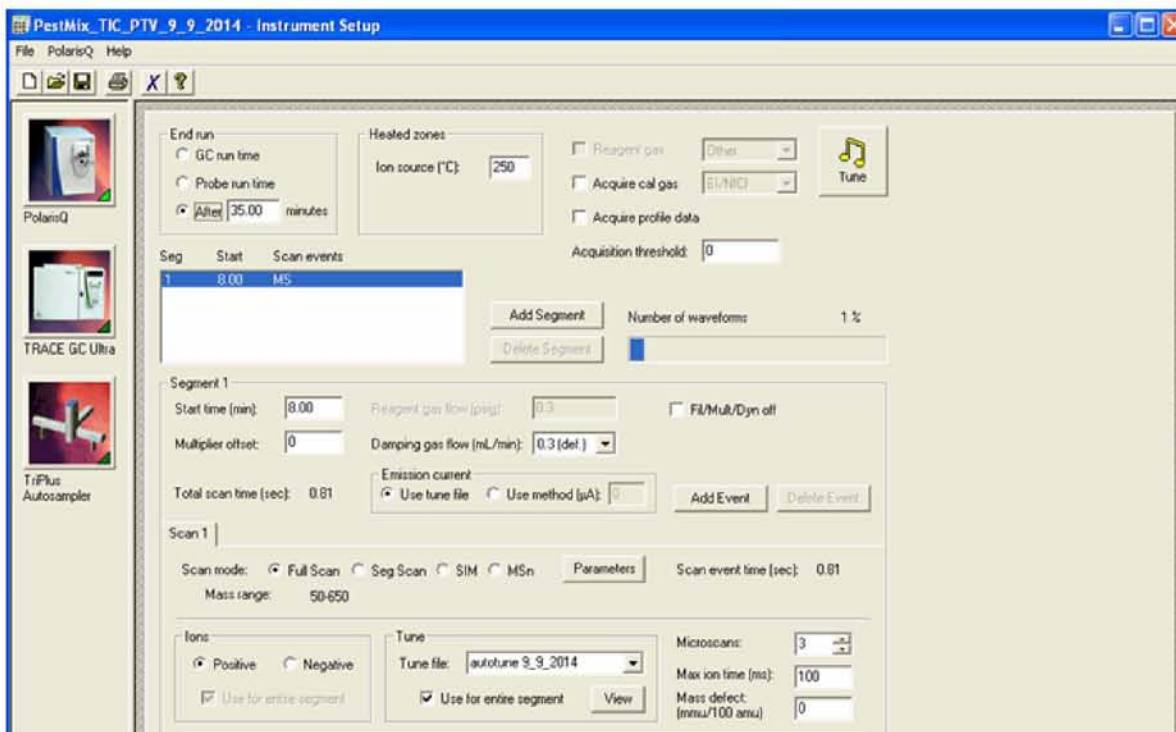 PestMix_TIC_PTV_9_9_2014 - Instrument Setup
File PolarisQ Help
PolarisQ
TRACE GC Ultra
TriPlus
Autosampler
End run
GC run time
Probe run time
After 35.00 minutes
Heated zones
Ion source (°C): 250
Reagent gas Other
Acquire cal gas EI/NICI
Acquire profile data
Acquisition threshold: 0
Tune
Seg Start Scan events
1 8.00 MS
Add Segment
Delete Segment
Number of waveforms 1 %
Segment 1
Start time (min): 8.00 Reagent gas flow (psig): 0.3 Fil/Mult/Dyn off
Multiplier offset: 0 Damping gas flow (mL/min): 0.3 (def.)
Emission current
Total scan time (sec): 0.81 Use tune file Use method (µA): 0 Add Event Delete Event
Scan 1
Scan mode: Full Scan Seg Scan SIM MSn Parameters Scan event time (sec): 0.81
Mass range: 50-650
Ions
Positive Negative
Use for entire segment
Tune
Tune file: autotune 9_9_2014
Use for entire segment View
Microscans: 3
Max ion time (ms): 100
Mass defect: 0
(mmu/100 amu)